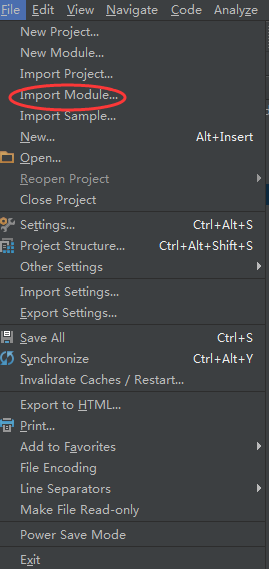 File Edit View Navigate Code Analyze
New Project...
New Module...
Import Project...
Import Module...
Import Sample...
New... Alt+Insert
Open...
Reopen Project
Close Project
Settings... Ctrl+Alt+S
Project Structure... Ctrl+Alt+Shift+S
Other Settings
Import Settings...
Export Settings...
Save All Ctrl+S
Synchronize Ctrl+Alt+Y
Invalidate Caches / Restart...
Export to HTML...
Print...
Add to Favorites
File Encoding
Line Separators
Make File Read-only
Power Save Mode
Exit